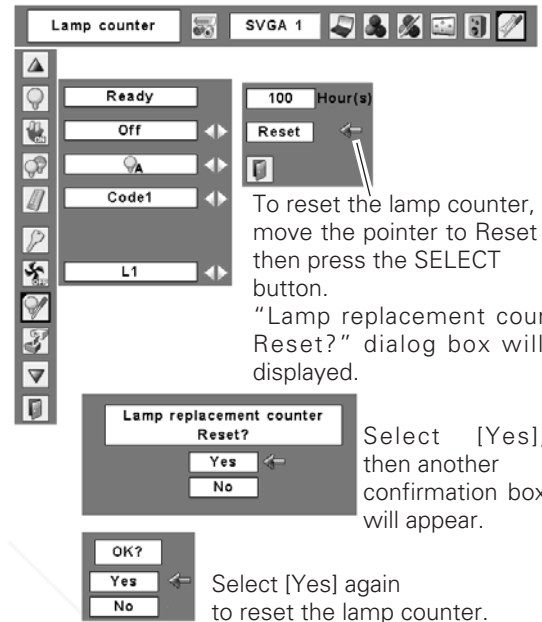 Lamp counter
SVGA 1
Ready
Off
A
Code1
L1
100 Hour(s)
Reset
To reset the lamp counter,
move the pointer to Reset
then press the SELECT
button.
"Lamp replacement
Reset?" dialog box will
displayed.
Lamp replacement counter
Reset?
Yes
No
Select [Yes],
then another
confirmation box
will appear.
OK?
Yes
No
Select [Yes] again
to reset the lamp counter.